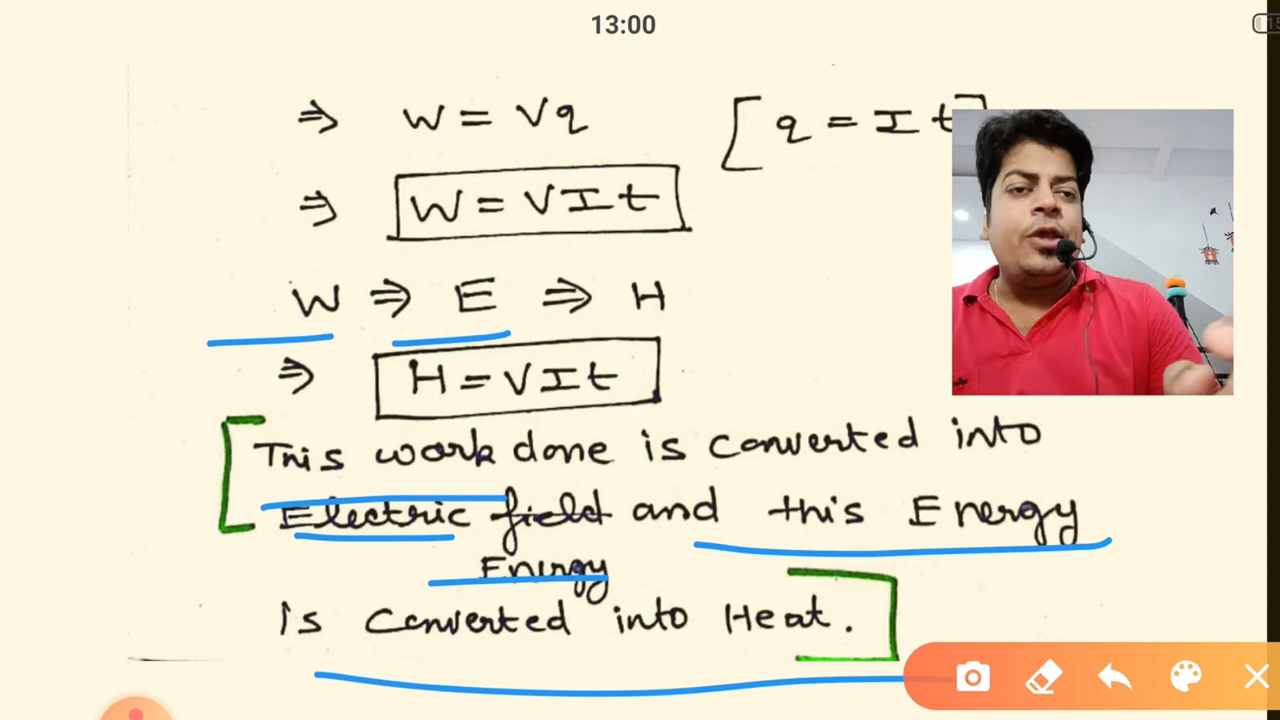 13:00
⇒ W = Vq [q = It]
⇒ W = VIt
W ⇒ E ⇒ H
⇒ H = VIt
This work done is converted into
Electric field and this Energy
Energy
is Converted into Heat.